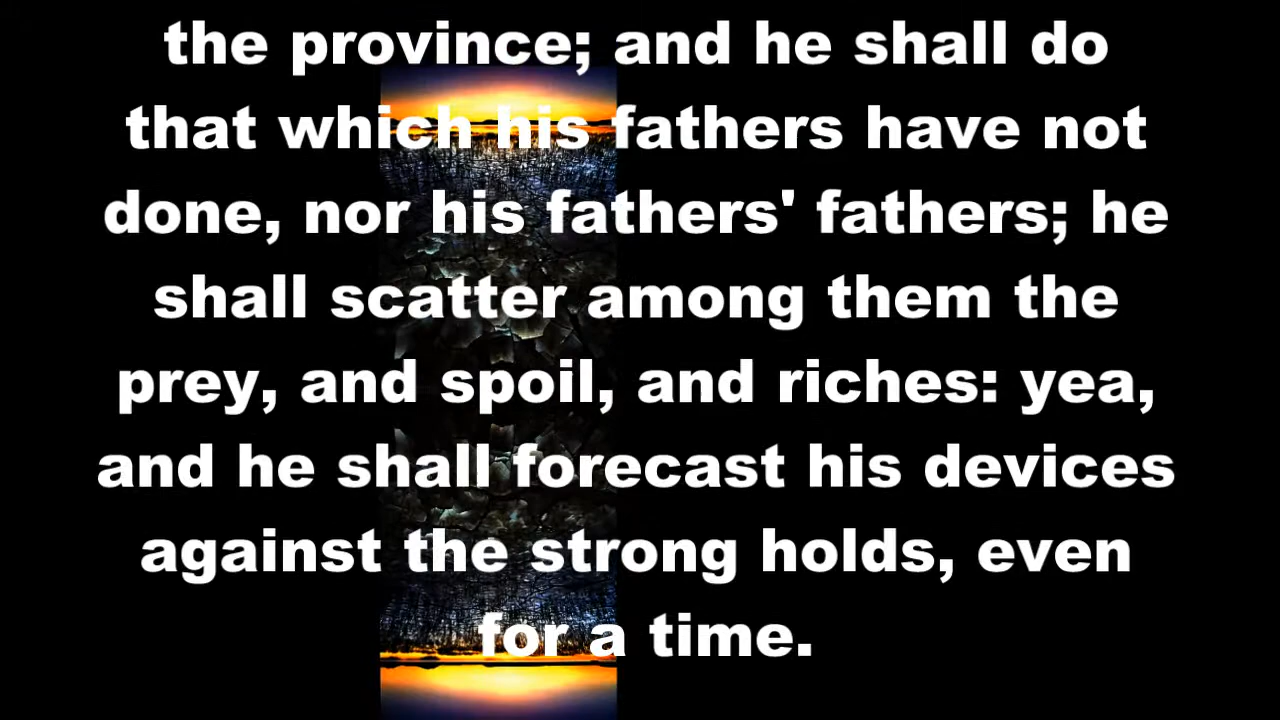 the province; and he shall do
that which his fathers have not
done, nor his fathers' fathers; he
shall scatter among them the
prey, and spoil, and riches: yea,
and he shall forecast his devices
against the strong holds, even
for a time.